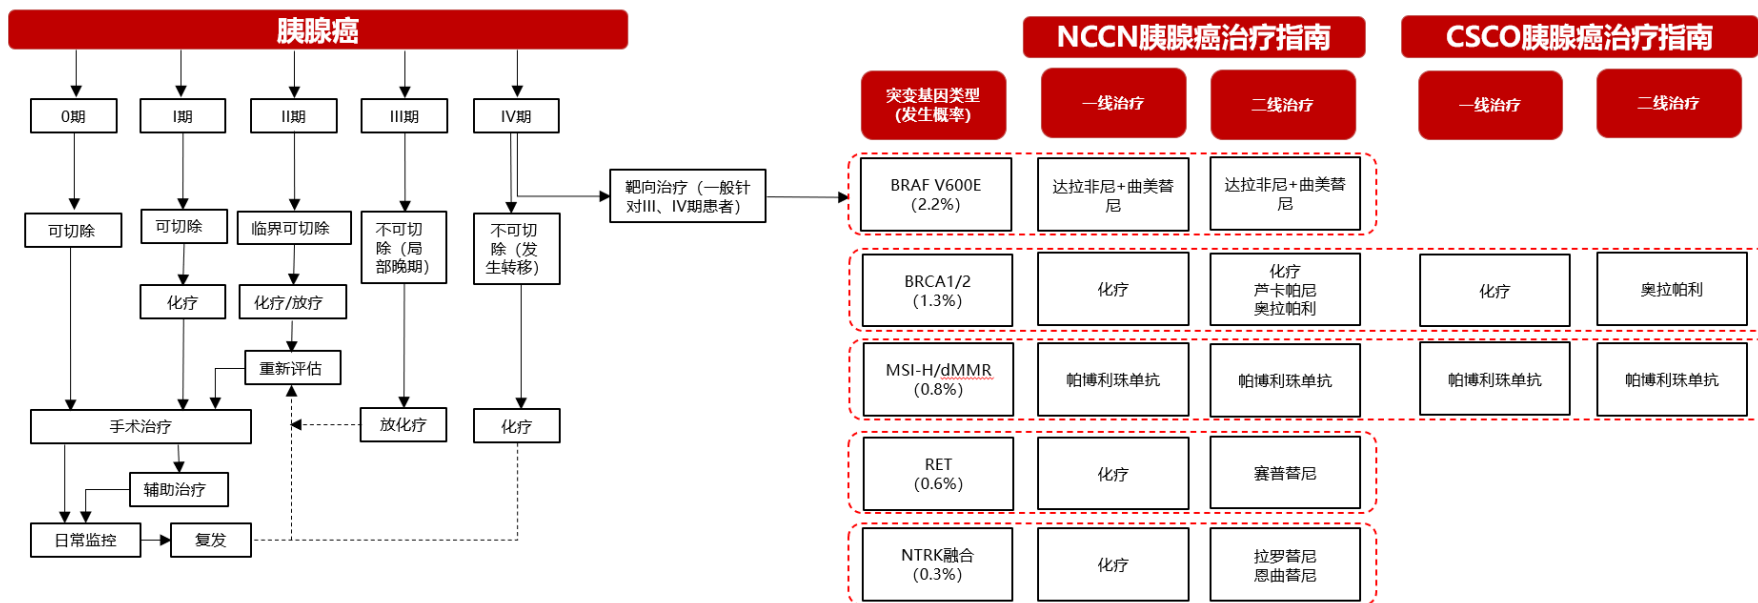 胰腺癌
NCCN胰腺癌治疗指南
CSCO胰腺癌治疗指南
突变基因类型
（发生概率）
一线治疗
二线治疗
一线治疗
二线治疗
0期
I期
II期
III期
IV期
可切除
可切除
临界可切除
不可切
除（局
部晚期）
不可切
除（发
生转移）
靶向治疗（一般针
对III、IV期患者）
化疗
化疗/放疗
重新评估
手术治疗
放化疗
化疗
辅助治疗
日常监控
复发
BRAF V600E
（2.2%）
达拉非尼+曲美替
尼
达拉非尼+曲美替
尼
BRCA1/2
（1.3%）
化疗
化疗
芦卡帕尼
奥拉帕利
化疗
奥拉帕利
MSI-H/dMMR
（0.8%）
帕博利珠单抗
帕博利珠单抗
帕博利珠单抗
帕博利珠单抗
RET
（0.6%）
化疗
塞普替尼
NTRK融合
（0.3%）
化疗
拉罗替尼
恩曲替尼